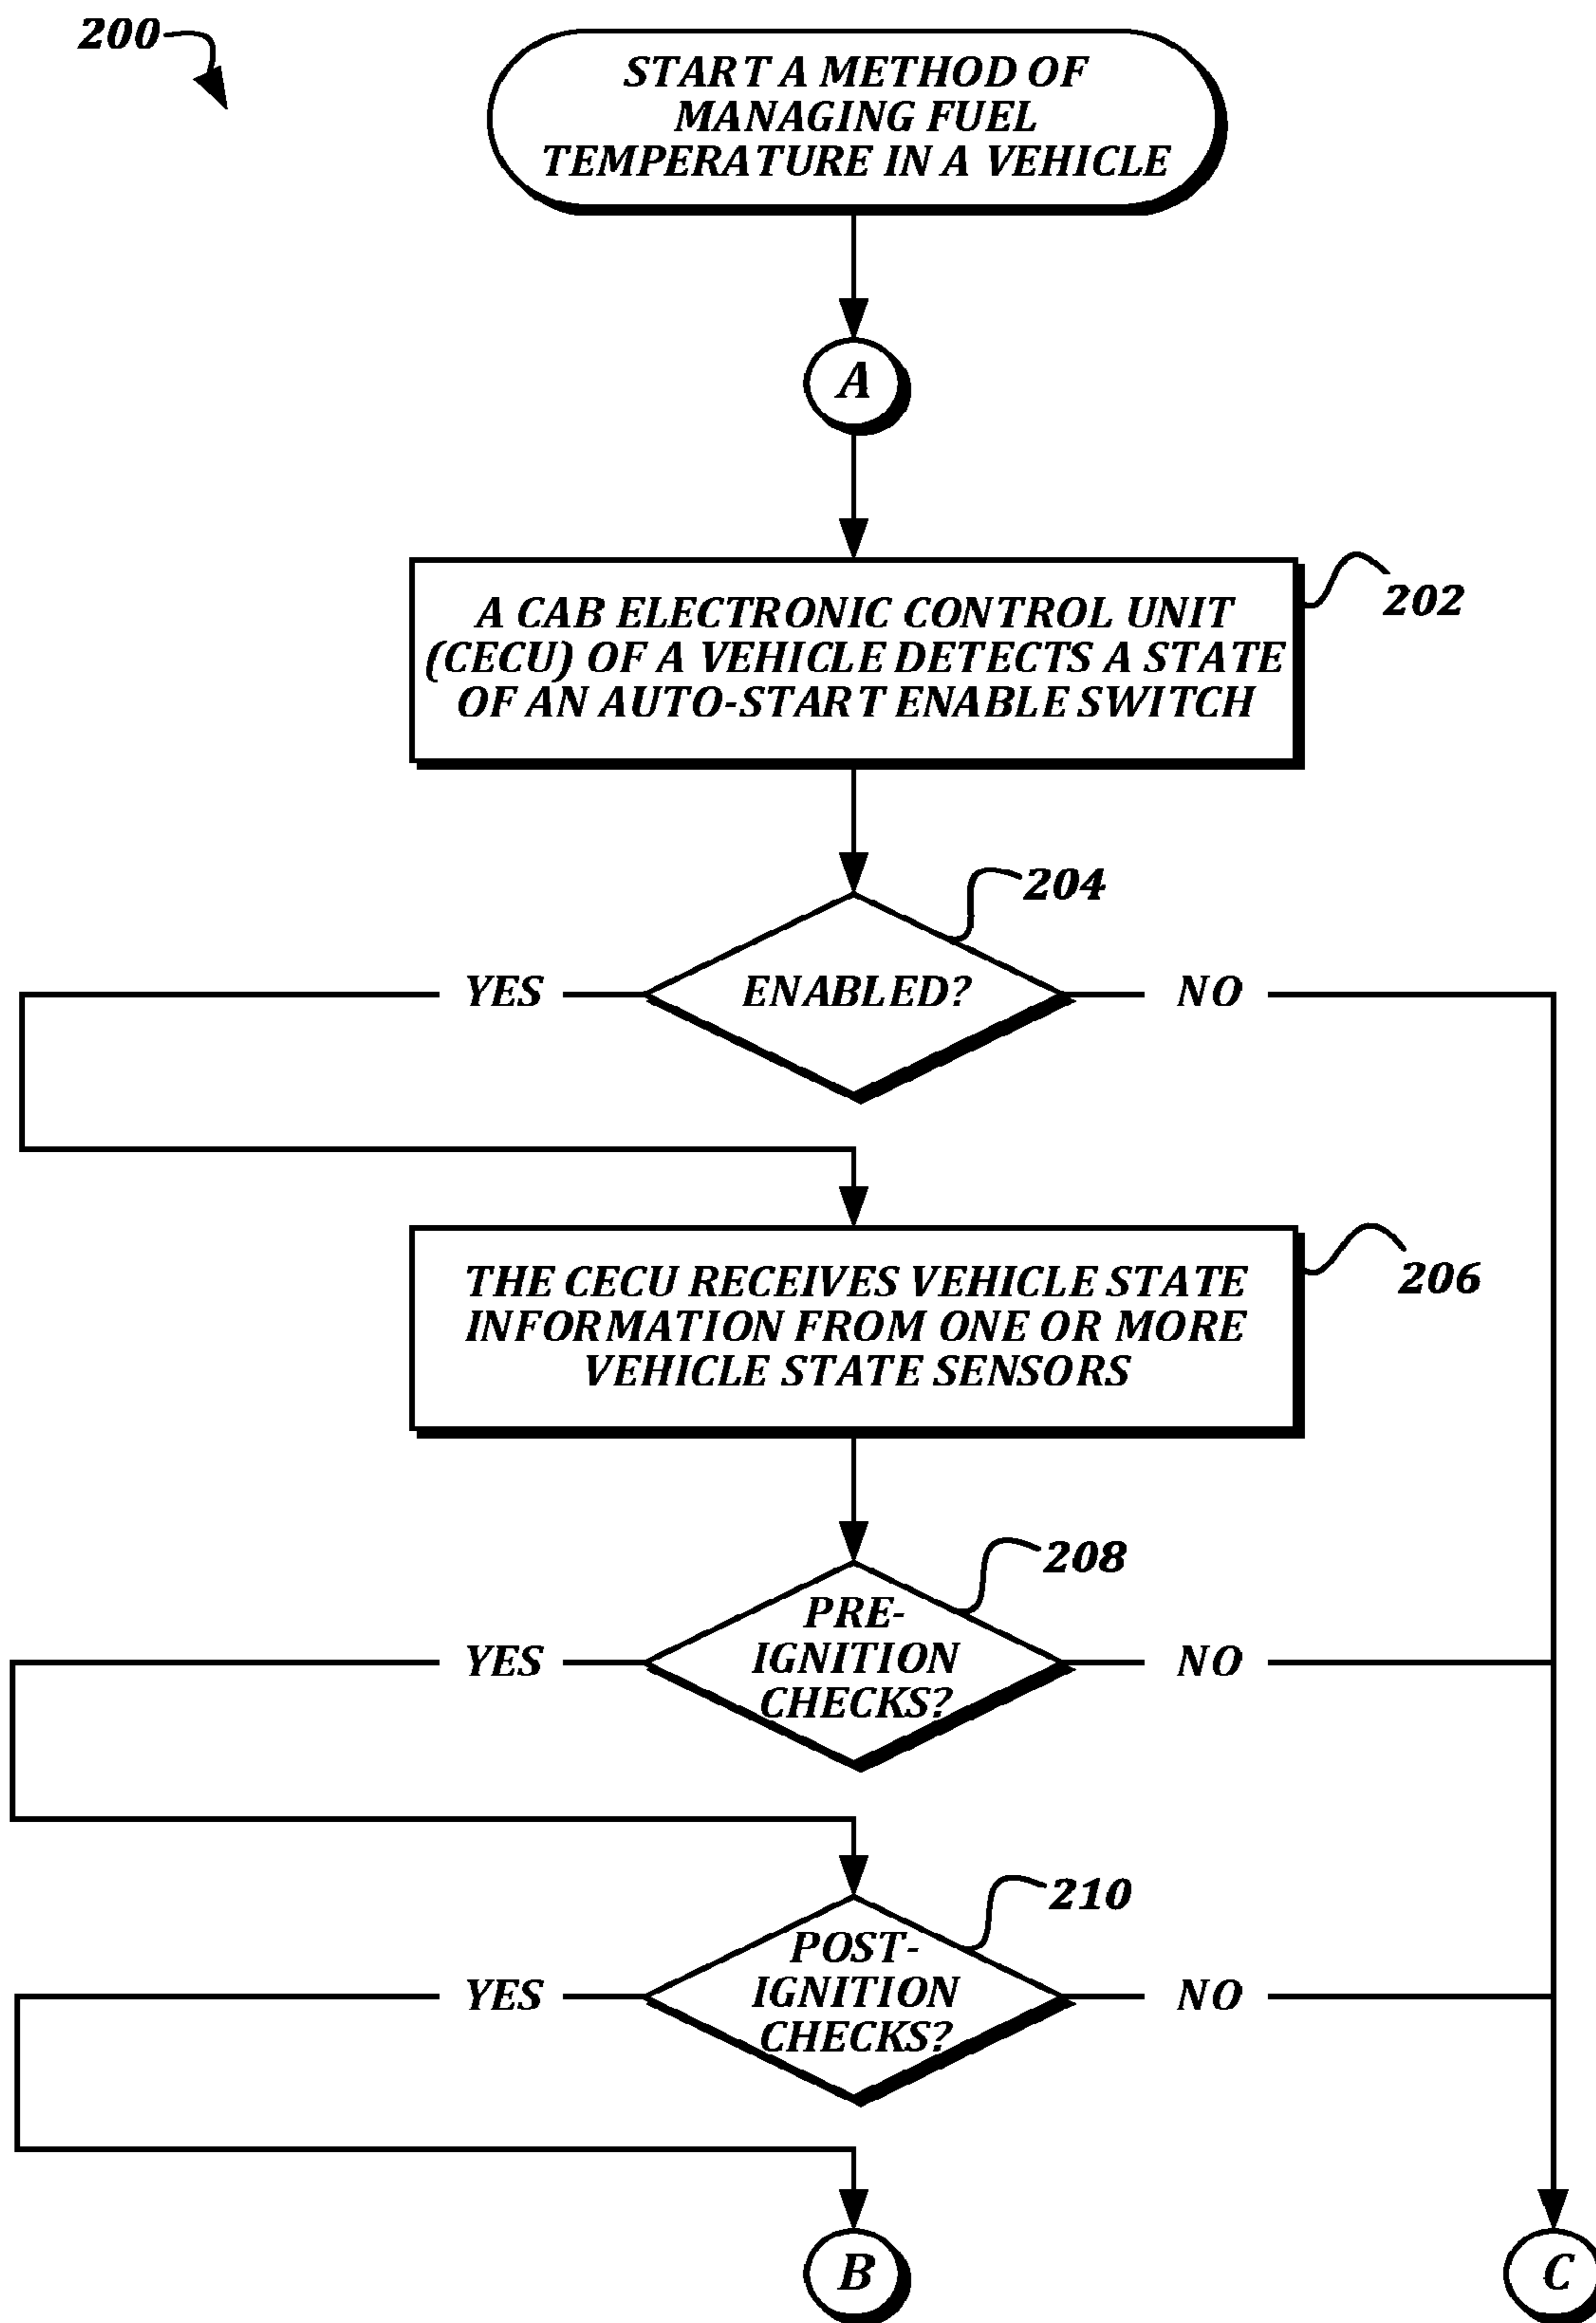 200
START A METHOD OF
MANAGING FUEL
TEMPERATURE IN A VEHICLE
A
A CAB ELECTRONIC CONTROL UNIT
(CECU) OF A VEHICLE DETECTS A STATE
OF AN AUTO-START ENABLE SWITCH
202
204
YES
ENABLED?
NO
THE CECU RECEIVES VEHICLE STATE
INFORMATION FROM ONE OR MORE
VEHICLE STATE SENSORS
206
208
YES
PRE-
IGNITION
CHECKS?
NO
210
YES
POST-
IGNITION
CHECKS?
NO
B
C